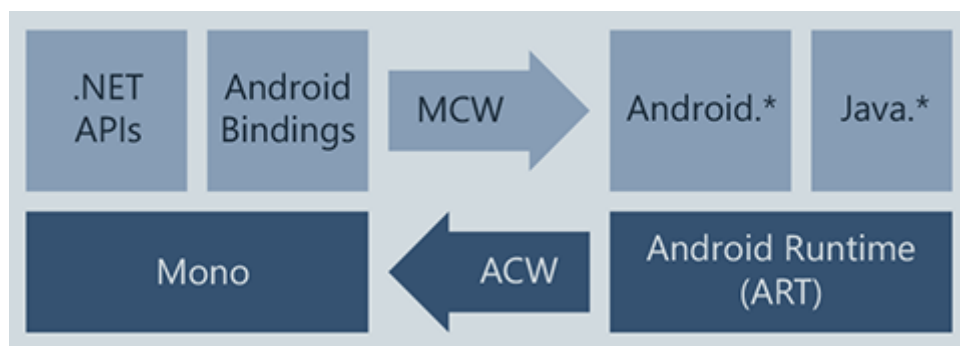 .NET
APIs
Android
Bindings
MCW
Android.*
Java.*
Mono
ACW
Android Runtime
(ART)